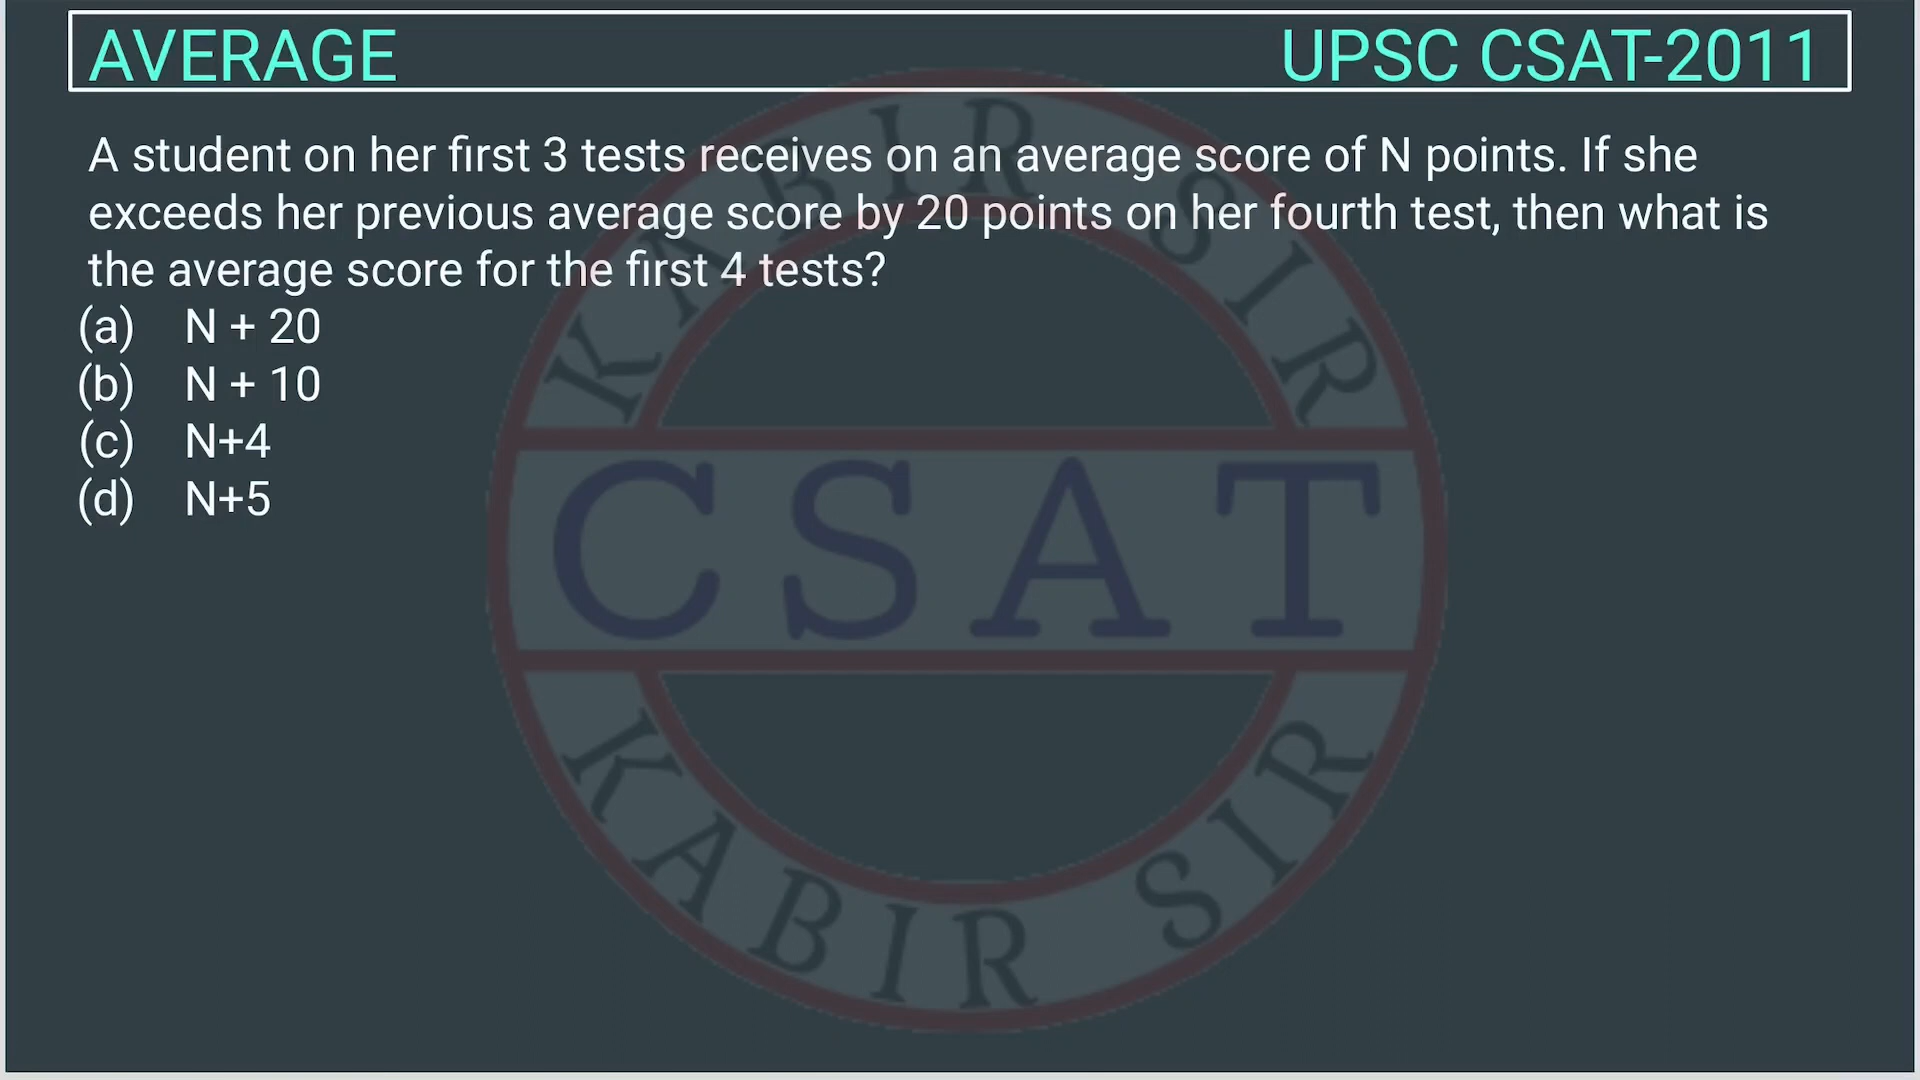 AVERAGE UPSC CSAT-2011
A student on her first 3 tests receives on an average score of N points. If she
exceeds her previous average score by 20 points on her fourth test, then what is
the average score for the first 4 tests?
(a) N + 20
(b) N + 10
(c) N+4
(d) N+5
KABIR SIR
CSAT
KABIR SIR